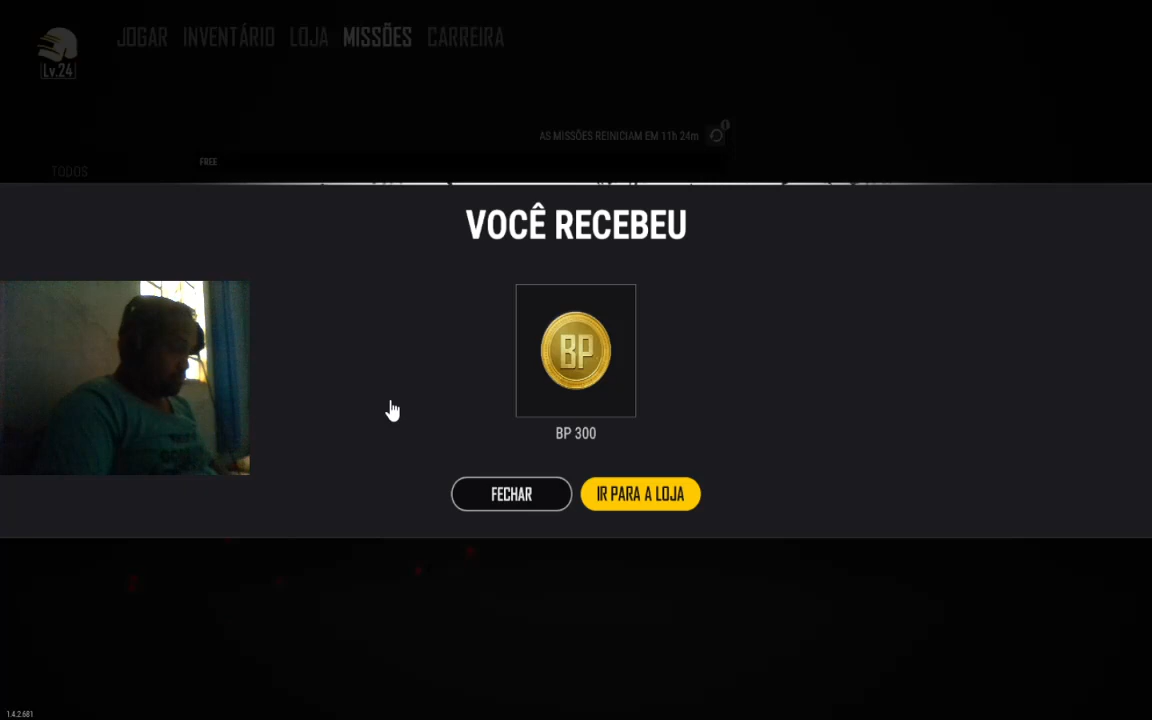 JOGAR INVENTÁRIO LOJA MISSÕES CARREIRA
Lv.24
AS MISSÕES REINICIAM EM 11h 24m
FREE
TODOS
VOCÊ RECEBEU
BP
BP 300
FECHAR
IR PARA A LOJA
1.4.2.681